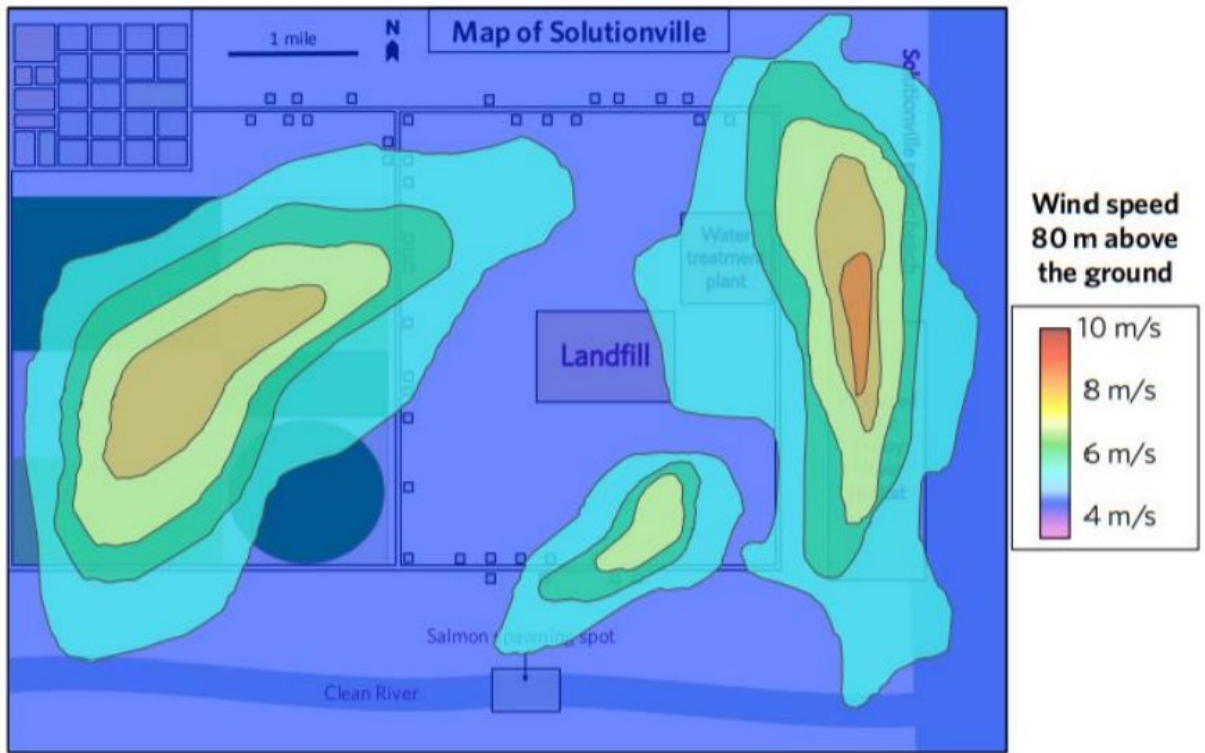 1 mile
N
Map of Solutionville
Water
treatment
plant
Landfill
Salmon spawning spot
Clean River
Wind speed
80 m above
the ground
10 m/s
8 m/s
6 m/s
4 m/s